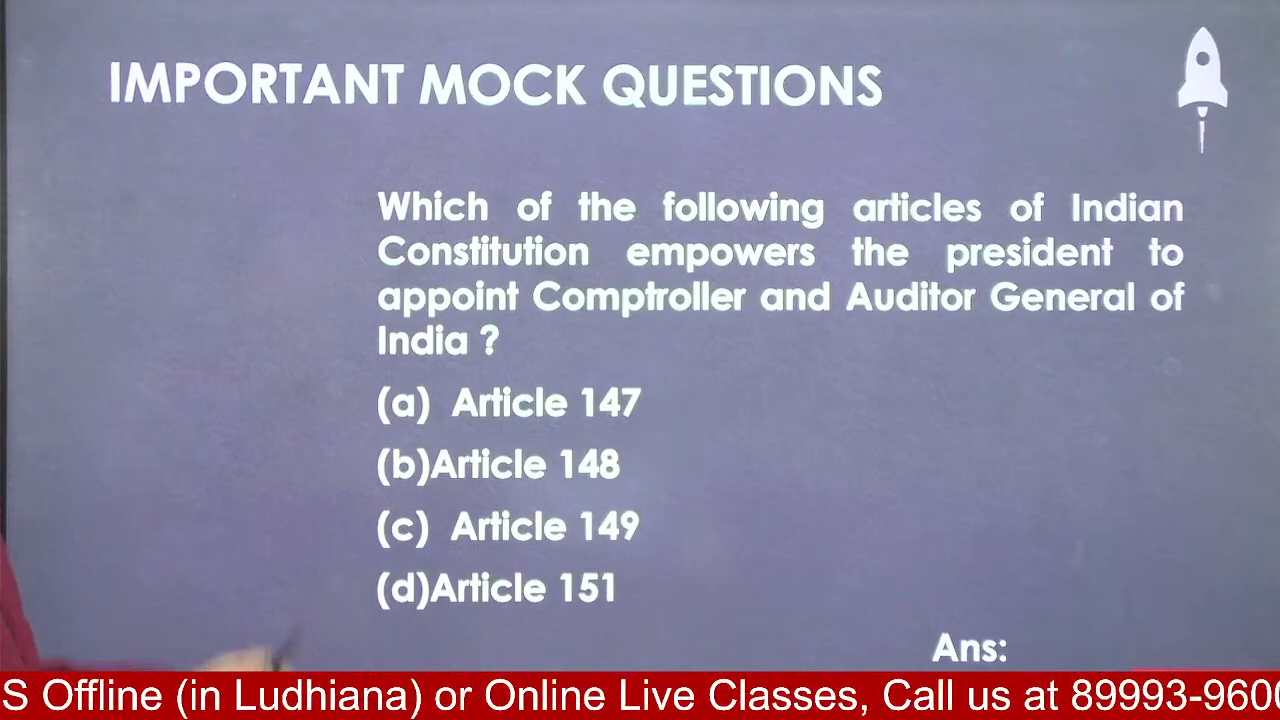 IMPORTANT MOCK QUESTIONS
Which of the following articles of Indian
Constitution empowers the president to
appoint Comptroller and Auditor General of
India ?
(a) Article 147
(b)Article 148
(c) Article 149
(d)Article 151
Ans:
S Offline (in Ludhiana) or Online Live Classes, Call us at 89993-960